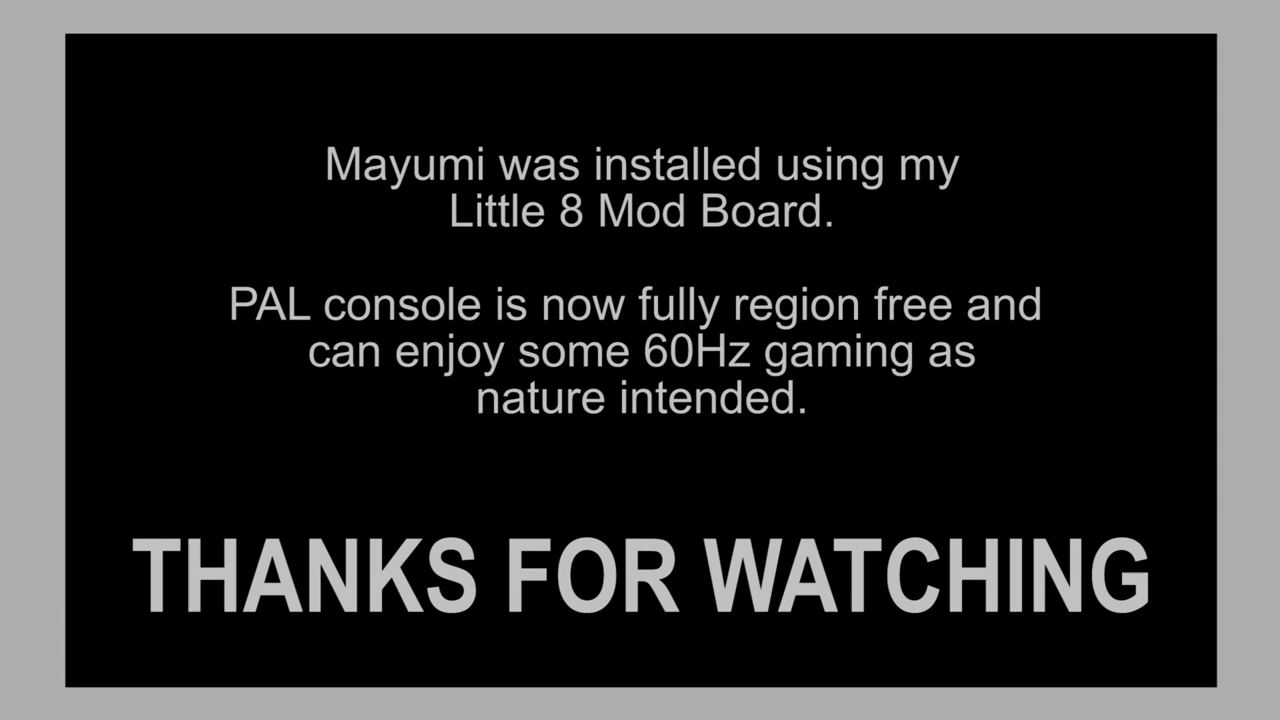 Mayumi was installed using my
Little 8 Mod Board.
PAL console is now fully region free and
can enjoy some 60Hz gaming as
nature intended.
THANKS FOR WATCHING